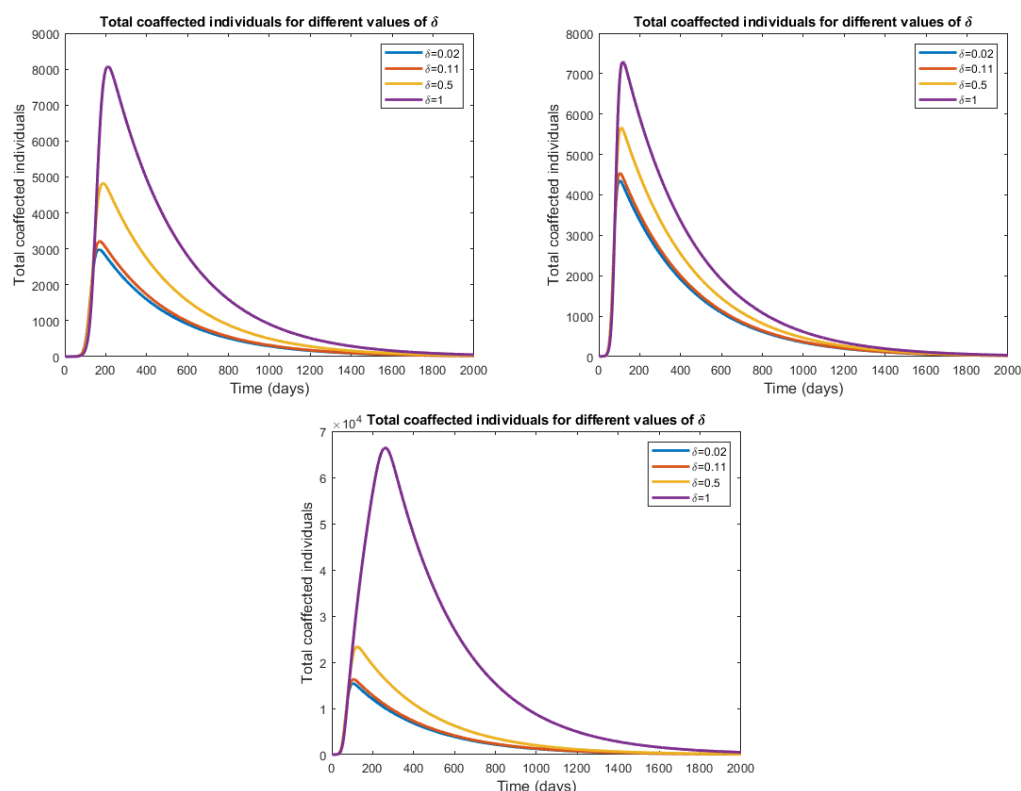 Total coaffected individuals for different values of δ
9000
8000
7000
6000
5000
4000
3000
2000
1000
0
Total coaffected individuals
δ=0.02
δ=0.11
δ=0.5
δ=1
0 200 400 600 800 1000 1200 1400 1600 1800 2000
Time (days)
Total coaffected individuals for different values of δ
8000
7000
6000
5000
4000
3000
2000
1000
0
Total coaffected individuals
δ=0.02
δ=0.11
δ=0.5
δ=1
0 200 400 600 800 1000 1200 1400 1600 1800 2000
Time (days)
Total coaffected individuals for different values of δ
×10⁴
7
6
5
4
3
2
1
0
Total coaffected individuals
δ=0.02
δ=0.11
δ=0.5
δ=1
0 200 400 600 800 1000 1200 1400 1600 1800 2000
Time (days)